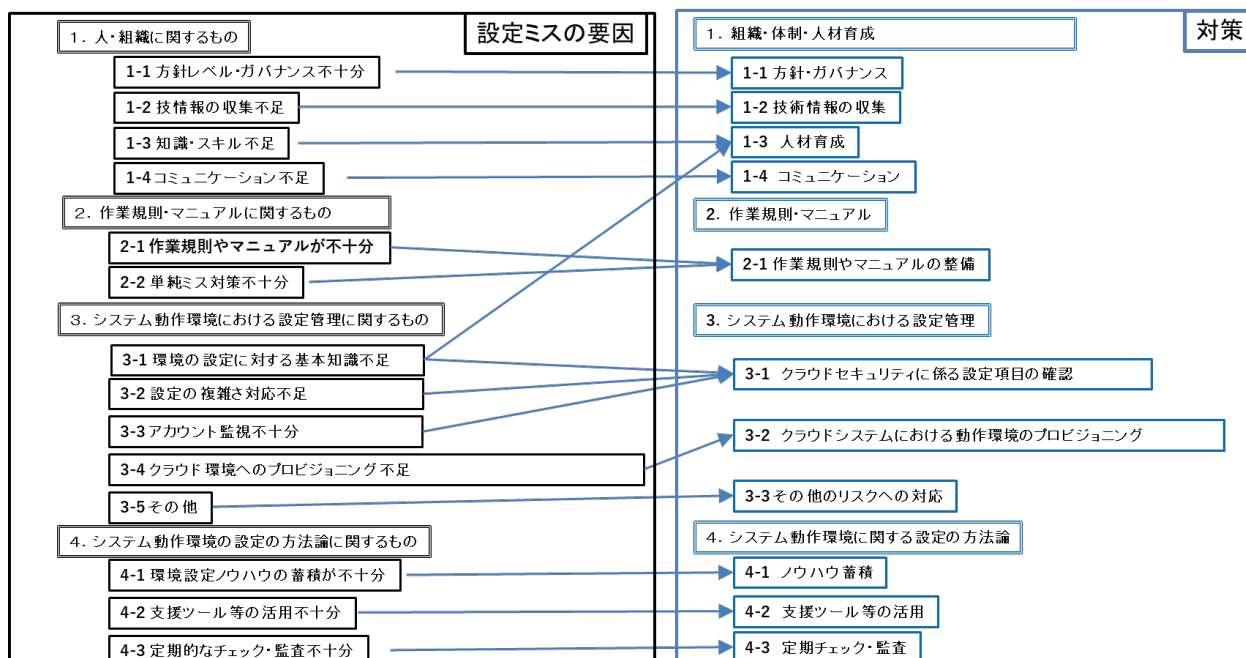 設定ミスの要因
1. 人・組織に関するもの
1-1 方針レベル・ガバナンス不十分
1-2 技情報の収集不足
1-3 知識・スキル不足
1-4コミュニケーション不足
2. 作業規則・マニュアルに関するもの
2-1 作業規則やマニュアルが不十分
2-2 単純ミス対策不十分
3. システム動作環境における設定管理に関するもの
3-1 環境の設定に対する基本知識不足
3-2 設定の複雑さ対応不足
3-3アカウント監視不十分
3-4クラウド環境へのプロビジョニング不足
3-5その他
4. システム動作環境の設定の方法論に関するもの
4-1 環境設定ノウハウの蓄積が不十分
4-2 支援ツール等の活用不十分
4-3 定期的なチェック・監査不十分
対策
1. 組織・体制・人材育成
1-1 方針・ガバナンス
1-2 技術情報の収集
1-3 人材育成
1-4 コミュニケーション
2. 作業規則・マニュアル
2-1 作業規則やマニュアルの整備
3. システム動作環境における設定管理
3-1 クラウドセキュリティに係る設定項目の確認
3-2 クラウドシステムにおける動作環境のプロビジョニング
3-3その他のリスクへの対応
4. システム動作環境に関する設定の方法論
4-1 ノウハウ蓄積
4-2 支援ツール等の活用
4-3 定期チェック・監査